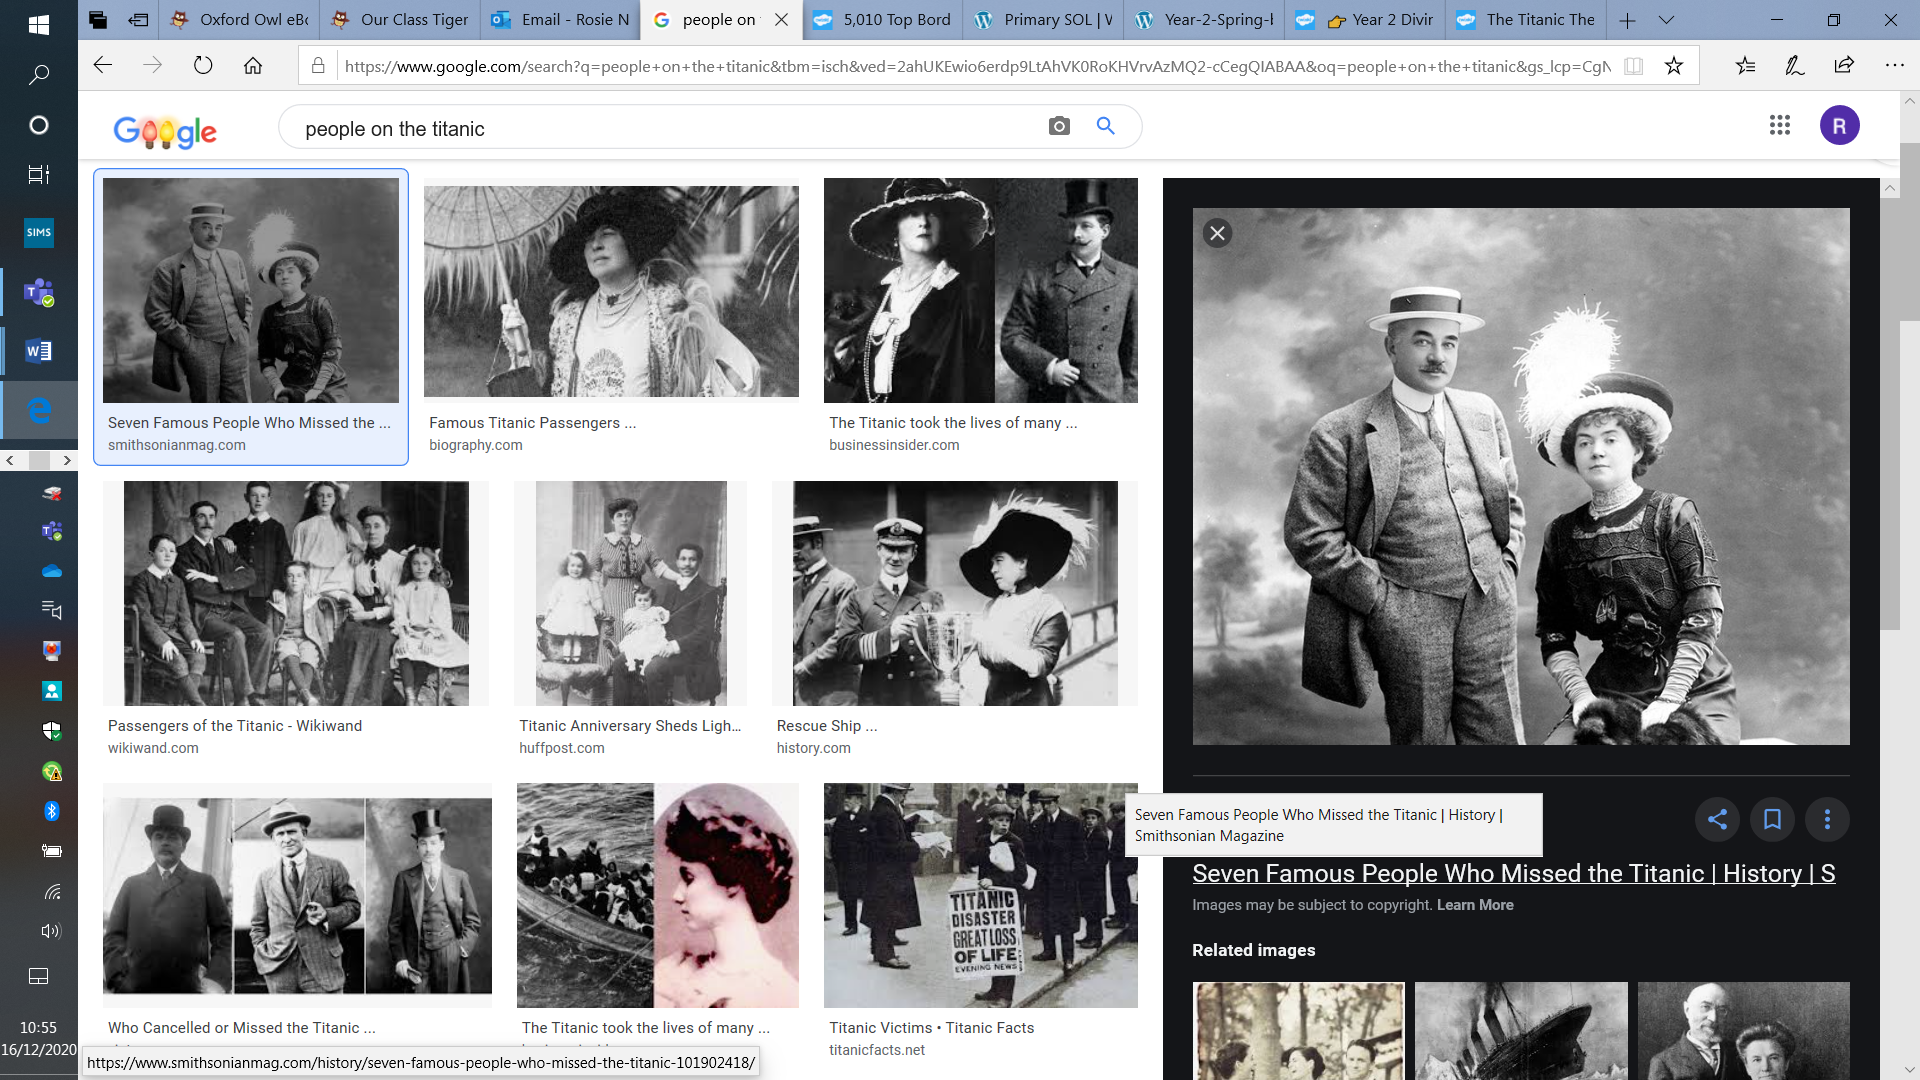 Oxford Owl eBo
Our Class Tiger
Email - Rosie N
people on
5,010 Top Bord
Primary SOL | W
Year-2-Spring-b
Year 2 Divir
The Titanic The
https://www.google.com/search?q=people+on+the+titanic&tbm=isch&ved=2ahUKEwio6erdp9LtAhVK0RoKHVrvAzMQ2-cCegQIABAA&oq=people+on+the+titanic&gs_lcp=CgN
Google
people on the titanic
R
SIMS
Seven Famous People Who Missed the ...
smithsonianmag.com
Famous Titanic Passengers ...
biography.com
The Titanic took the lives of many ...
businessinsider.com
Passengers of the Titanic - Wikiwand
wikiwand.com
Titanic Anniversary Sheds Ligh...
huffpost.com
Rescue Ship ...
history.com
TITANIC
DISASTER
GREAT LOSS
OF LIFE
EVENING NEWS
Who Cancelled or Missed the Titanic ...
The Titanic took the lives of many ...
Titanic Victims • Titanic Facts
titanicfacts.net
Seven Famous People Who Missed the Titanic | History |
Smithsonian Magazine
Seven Famous People Who Missed the Titanic | History | S
Images may be subject to copyright. Learn More
Related images
10:55
16/12/2020
https://www.smithsonianmag.com/history/seven-famous-people-who-missed-the-titanic-101902418/